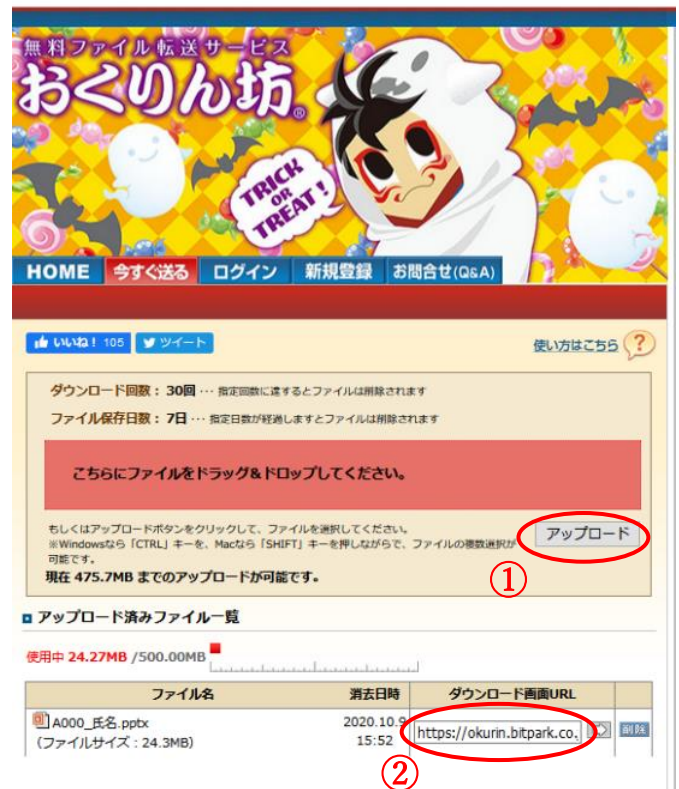 無料ファイル転送サービス
おくりん坊®
TRICK
OR
TREAT!
HOME 今すぐ送る ログイン 新規登録 お問合せ(Q&A)
いいね! 105 ツイート
使い方はこちら ?
ダウンロード回数: 30回 … 指定回数に達するとファイルは削除されます
ファイル保存日数: 7日 … 指定日数が経過しますとファイルは削除されます
こちらにファイルをドラッグ&ドロップしてください。
もしくはアップロードボタンをクリックして、ファイルを選択してください。
※Windowsなら「CTRL」キーを、Macなら「SHIFT」キーを押しながらで、ファイルの複数選択が
可能です。
アップロード
現在 475.7MB までのアップロードが可能です。
①
アップロード済みファイル一覧
使用中 24.27MB /500.00MB
ファイル名 消去日時 ダウンロード画面URL
A000_氏名.pptx 2020.10.9
(ファイルサイズ : 24.3MB) 15:52 https://okurin.bitpark.co. 削除
②